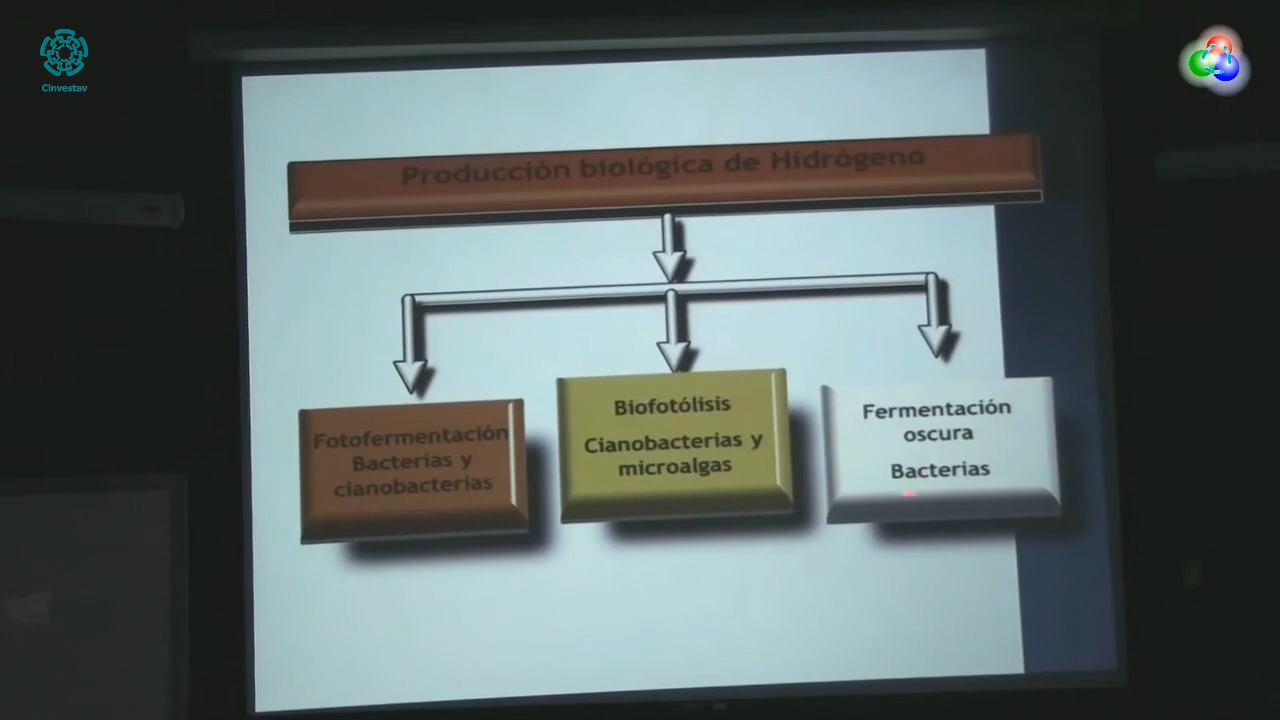 Cinvestav
Producción biológica de Hidrógeno
Fotofermentación
Bacterias y
cianobacterias
Biofotólisis
Cianobacterias y
microalgas
Fermentación
oscura
Bacterias